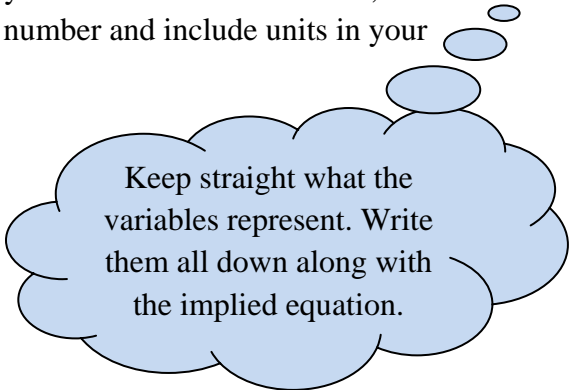 number and include units in your
Keep straight what the
variables represent. Write
them all down along with
the implied equation.